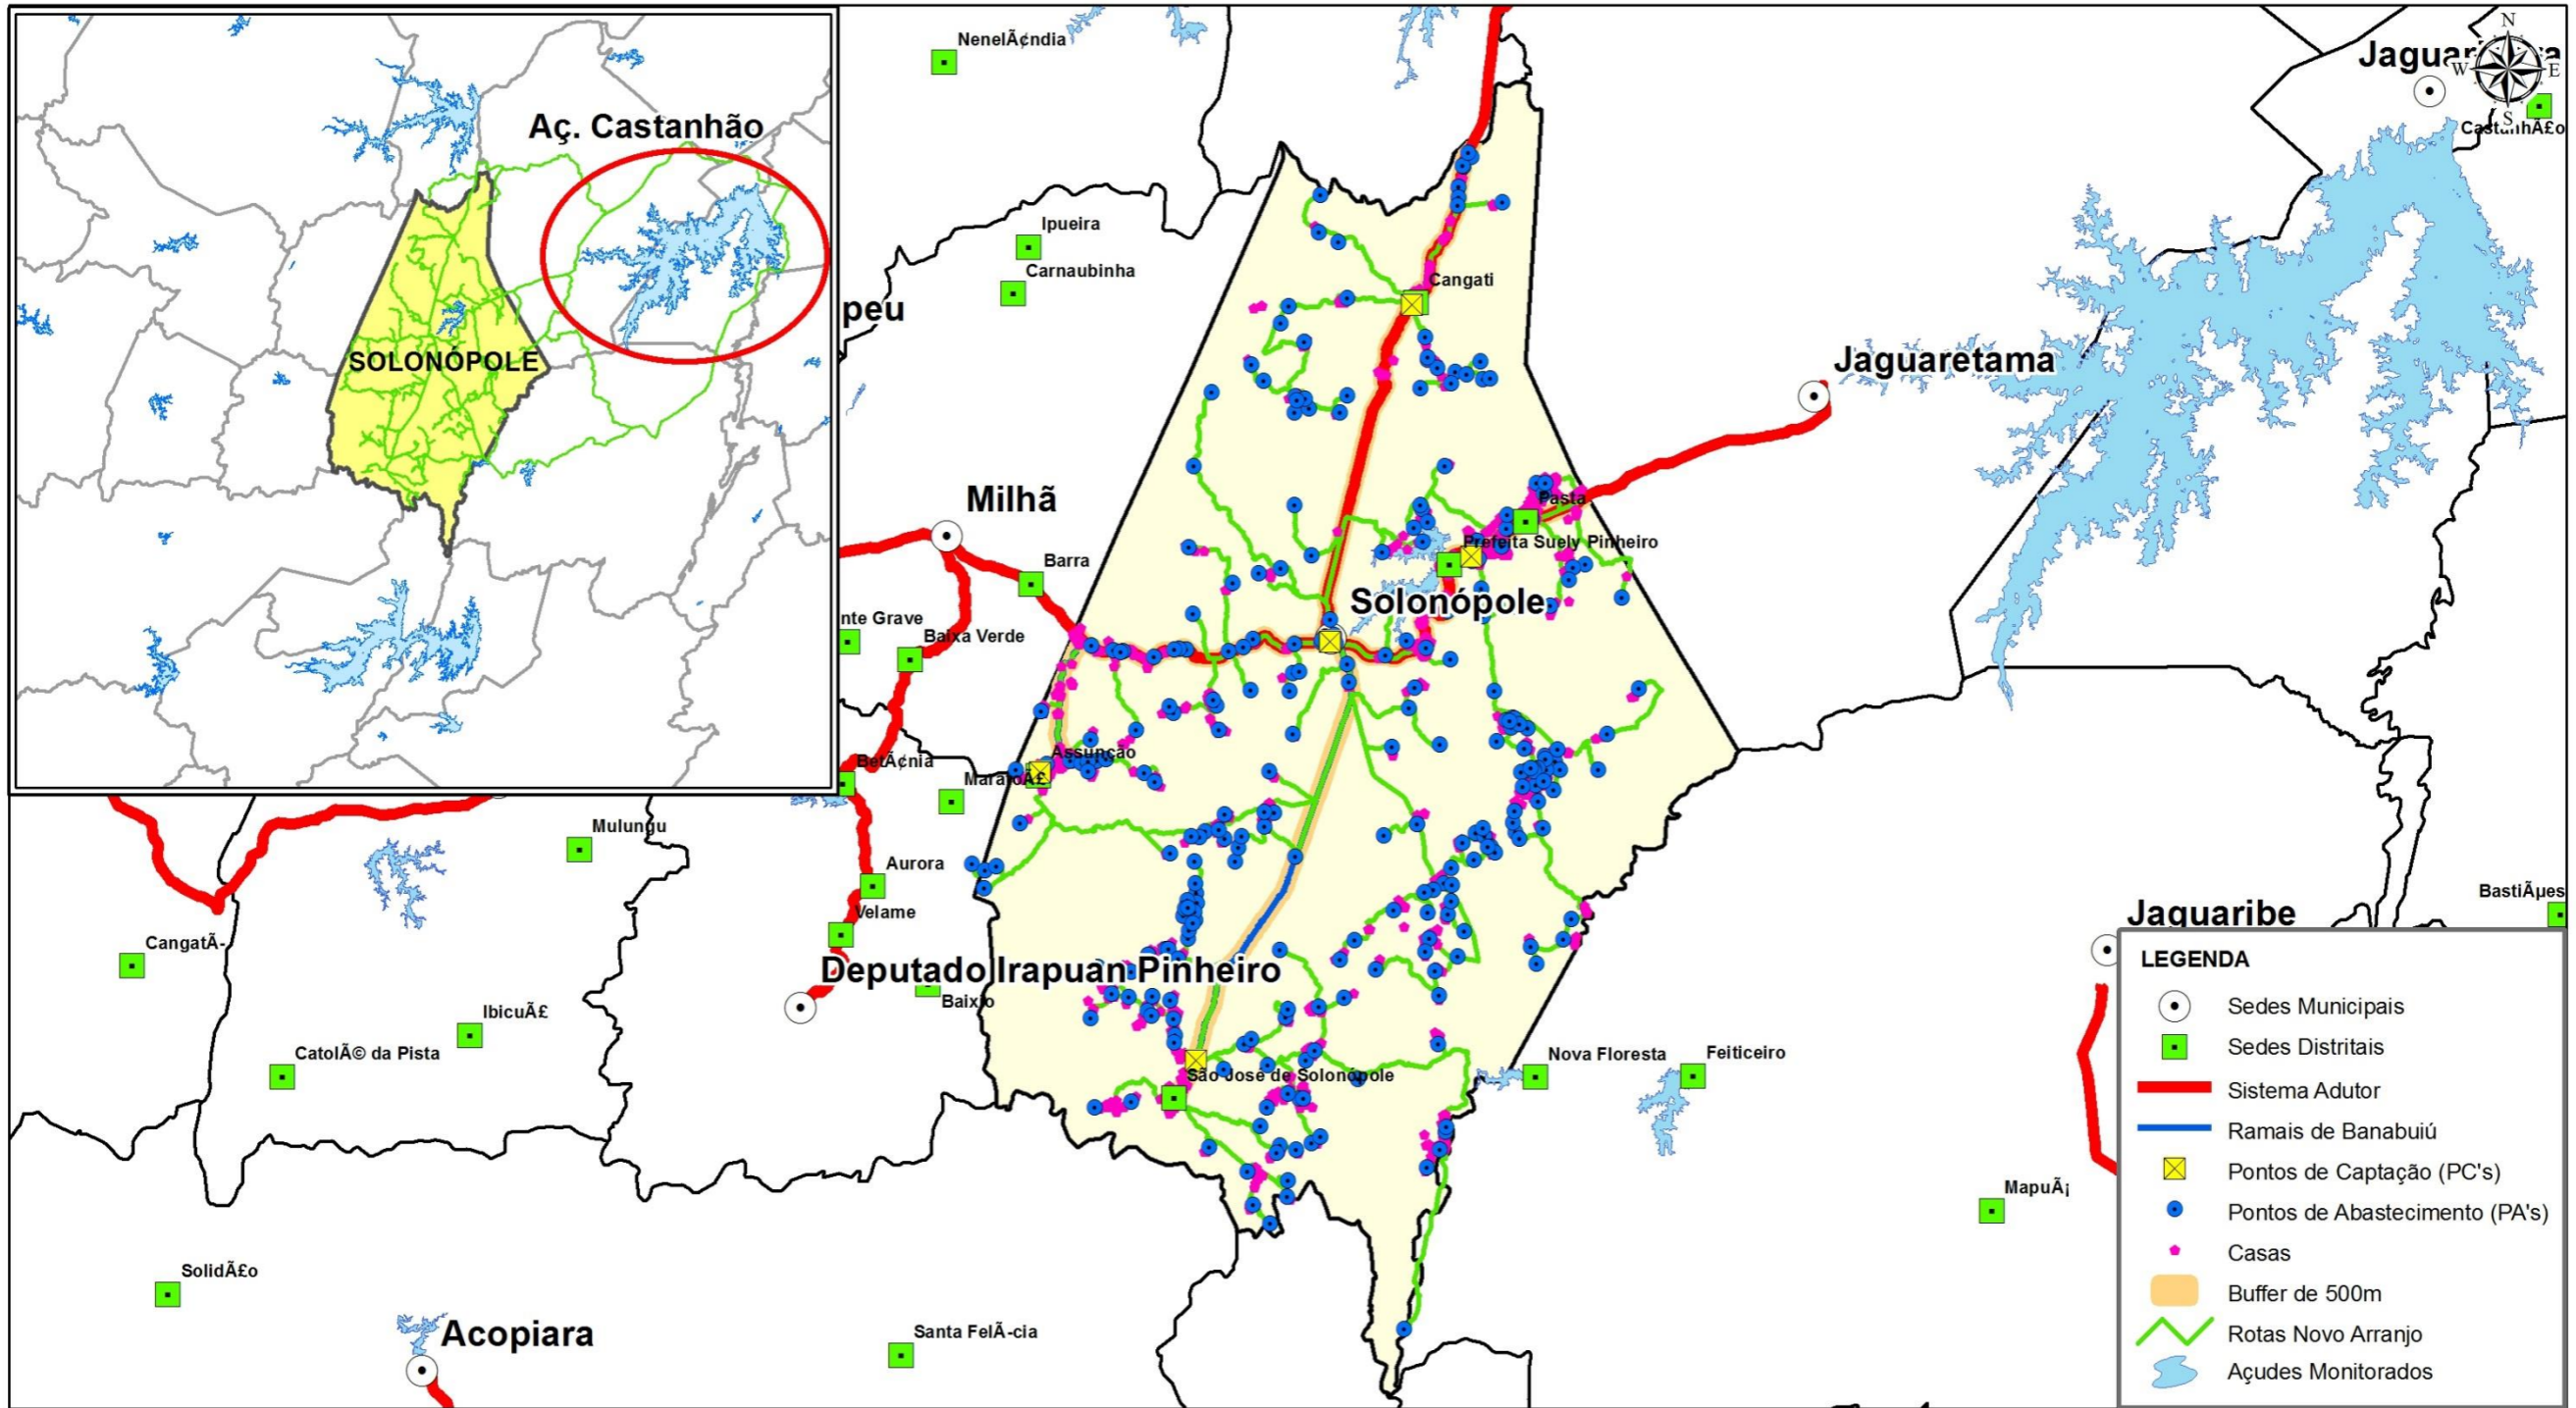 Aç. Castanhão
SOLONÓPOLE
NenelÃ¢ndia
N
W
E
S
CastanhÃ£o
Ipueira
Carnaubinha
Cangati
peu
Jaguaretama
Milhã
Pasta
Prefeita Suely Pinheiro
Barra
Solonópole
nte Grave
Baixa Verde
Assunção
BetÃ¢nia
Mulungu
Aurora
Velame
BastiÃµes
Jaguaribe
CangatÃ-
Deputado Irapuan Pinheiro
Baixio
IbicuÃ£
CatolÃ© da Pista
Nova Floresta
Feiticeiro
São José de Solonópole
MapuÃ¡
SolidÃ£o
Acopiara
Santa FelÃ-cia
LEGENDA
Sedes Municipais
Sedes Distritais
Sistema Adutor
Ramais de Banabuiú
Pontos de Captação (PC's)
Pontos de Abastecimento (PA's)
Casas
Buffer de 500m
Rotas Novo Arranjo
Açudes Monitorados